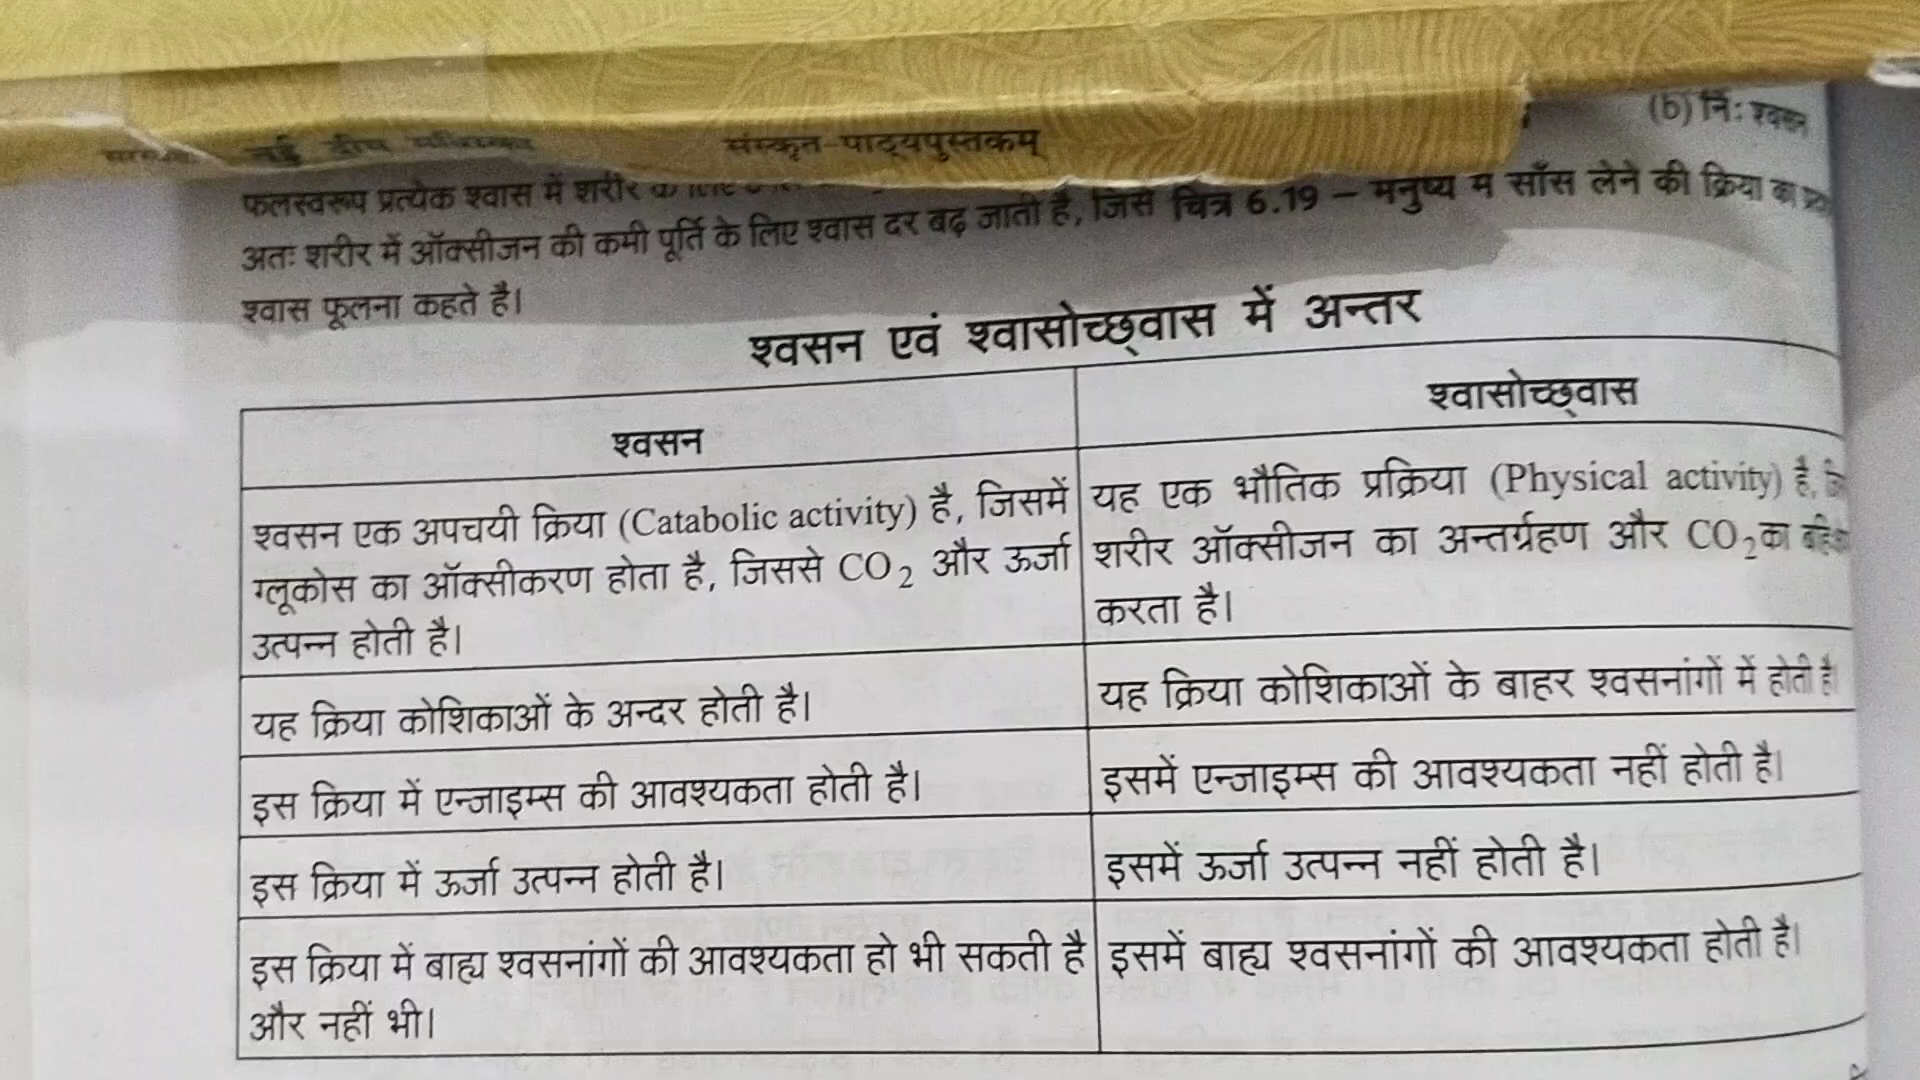 संस्कृत-पाठ्यपुस्तकम्
(b) नि: श्वसन
फलस्वरूप प्रत्येक श्वास में शरीर के लिए
अतः शरीर में ऑक्सीजन की कमी पूर्ति के लिए श्वास दर बढ़ जाती है, जिसे
श्वास फूलना कहते है।
चित्र 6.19 – मनुष्य में साँस लेने की क्रिया का
श्वसन एवं श्वासोच्छ्वास में अन्तर
श्वसन
श्वासोच्छ्वास
श्वसन एक अपचयी क्रिया (Catabolic activity) है, जिसमें
ग्लूकोस का ऑक्सीकरण होता है, जिससे CO₂ और ऊर्जा
उत्पन्न होती है।
यह एक भौतिक प्रक्रिया (Physical activity) है,
शरीर ऑक्सीजन का अन्तर्ग्रहण और CO₂ का
करता है।
यह क्रिया कोशिकाओं के अन्दर होती है।
यह क्रिया कोशिकाओं के बाहर श्वसनांगों में होती है
इस क्रिया में एन्जाइम्स की आवश्यकता होती है।
इसमें एन्जाइम्स की आवश्यकता नहीं होती है।
इस क्रिया में ऊर्जा उत्पन्न होती है।
इसमें ऊर्जा उत्पन्न नहीं होती है।
इस क्रिया में बाह्य श्वसनांगों की आवश्यकता हो भी सकती है
और नहीं भी।
इसमें बाह्य श्वसनांगों की आवश्यकता होती है।